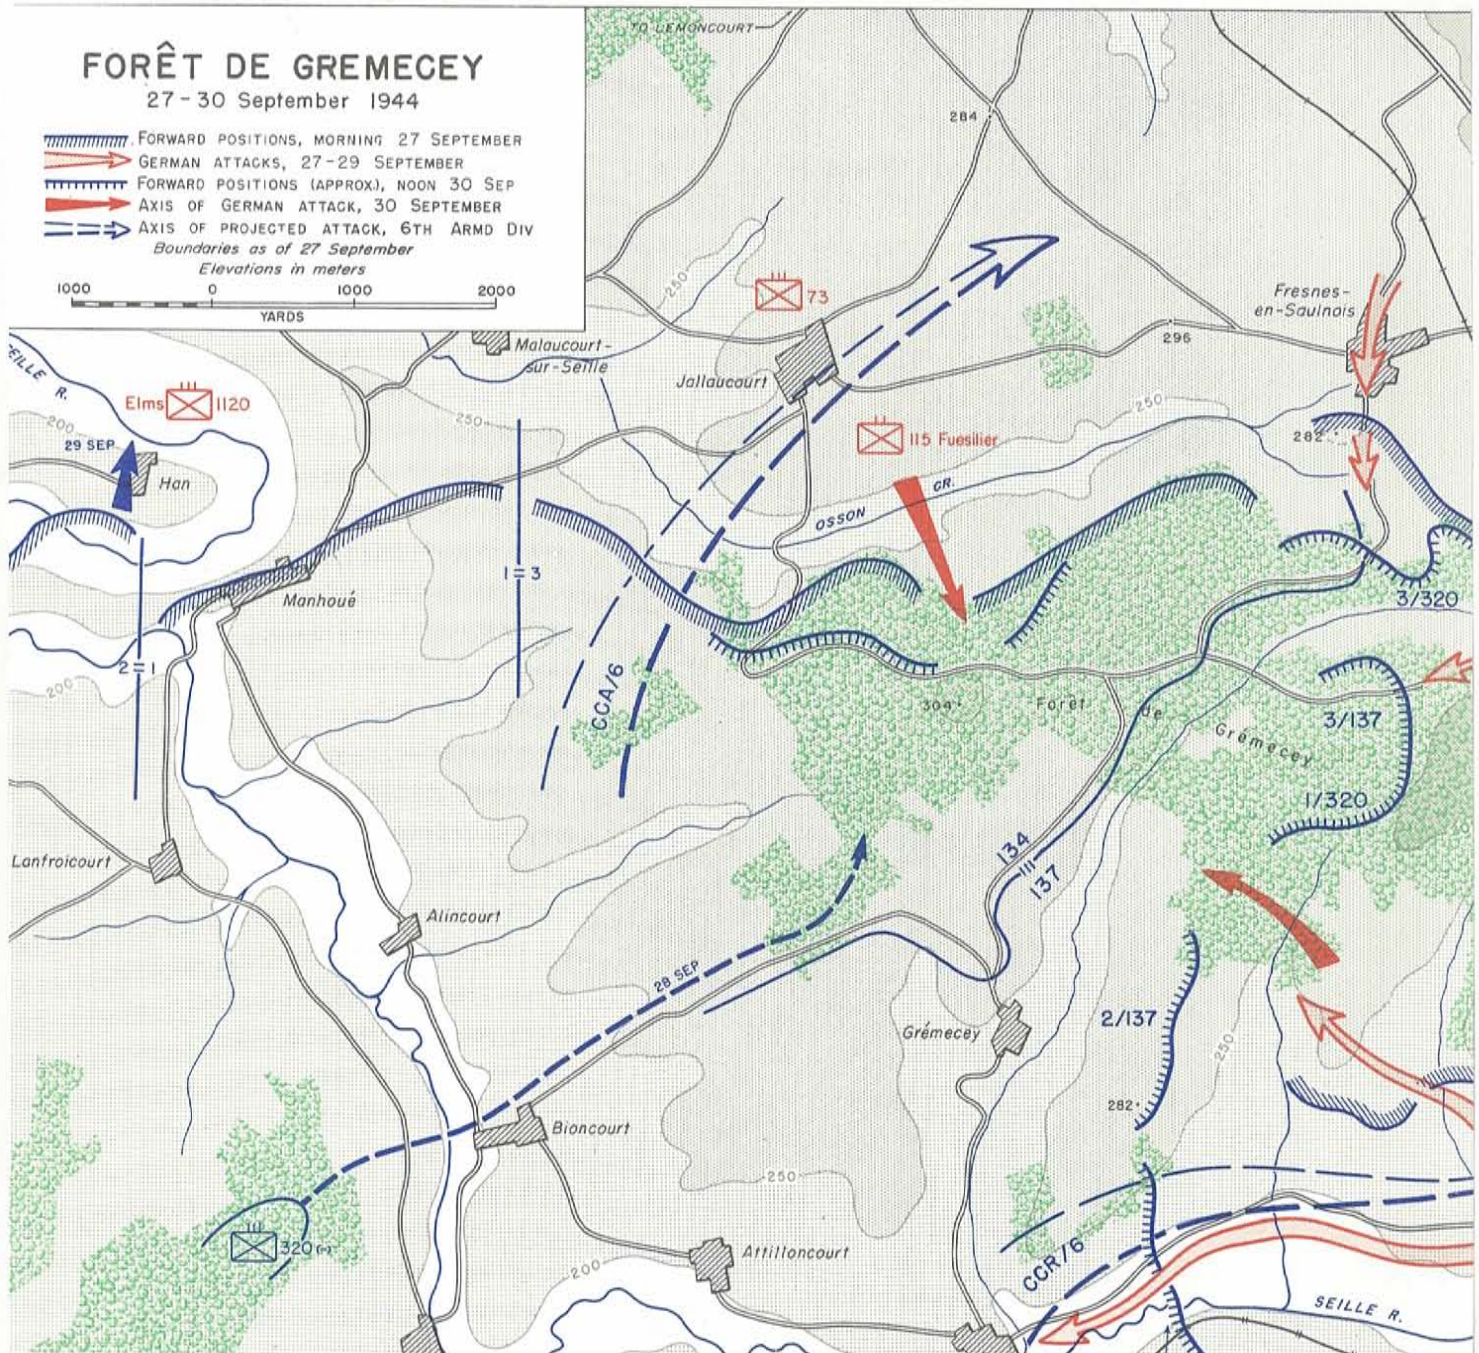 FORÊT DE GREMECEY
27-30 September 1944
FORWARD POSITIONS, MORNING 27 SEPTEMBER
GERMAN ATTACKS, 27-29 SEPTEMBER
FORWARD POSITIONS (APPROX.), NOON 30 SEP
AXIS OF GERMAN ATTACK, 30 SEPTEMBER
AXIS OF PROJECTED ATTACK, 6TH ARMD DIV
Boundaries as of 27 September
Elevations in meters
1000 0 1000 2000
YARDS
TO LEMONCOURT
284
250
73
Fresnes-
en-Saulnois
296
Malaucourt-
sur-Seille
Jallaucourt
SEILLE R.
Elms 1120
200
29 SEP
Han
250
250
115 Fuesilier
282
OSSON GR.
1=3
Manhoué
2=1
200
3/320
CCA/6
304
Forêt de Grémecey
3/137
1/320
134
137
Lanfroicourt
Alincourt
28 SEP
Grémecey
2/137
250
282
Bioncourt
250
320(-)
Attilloncourt
200
CCR/6
SEILLE R.